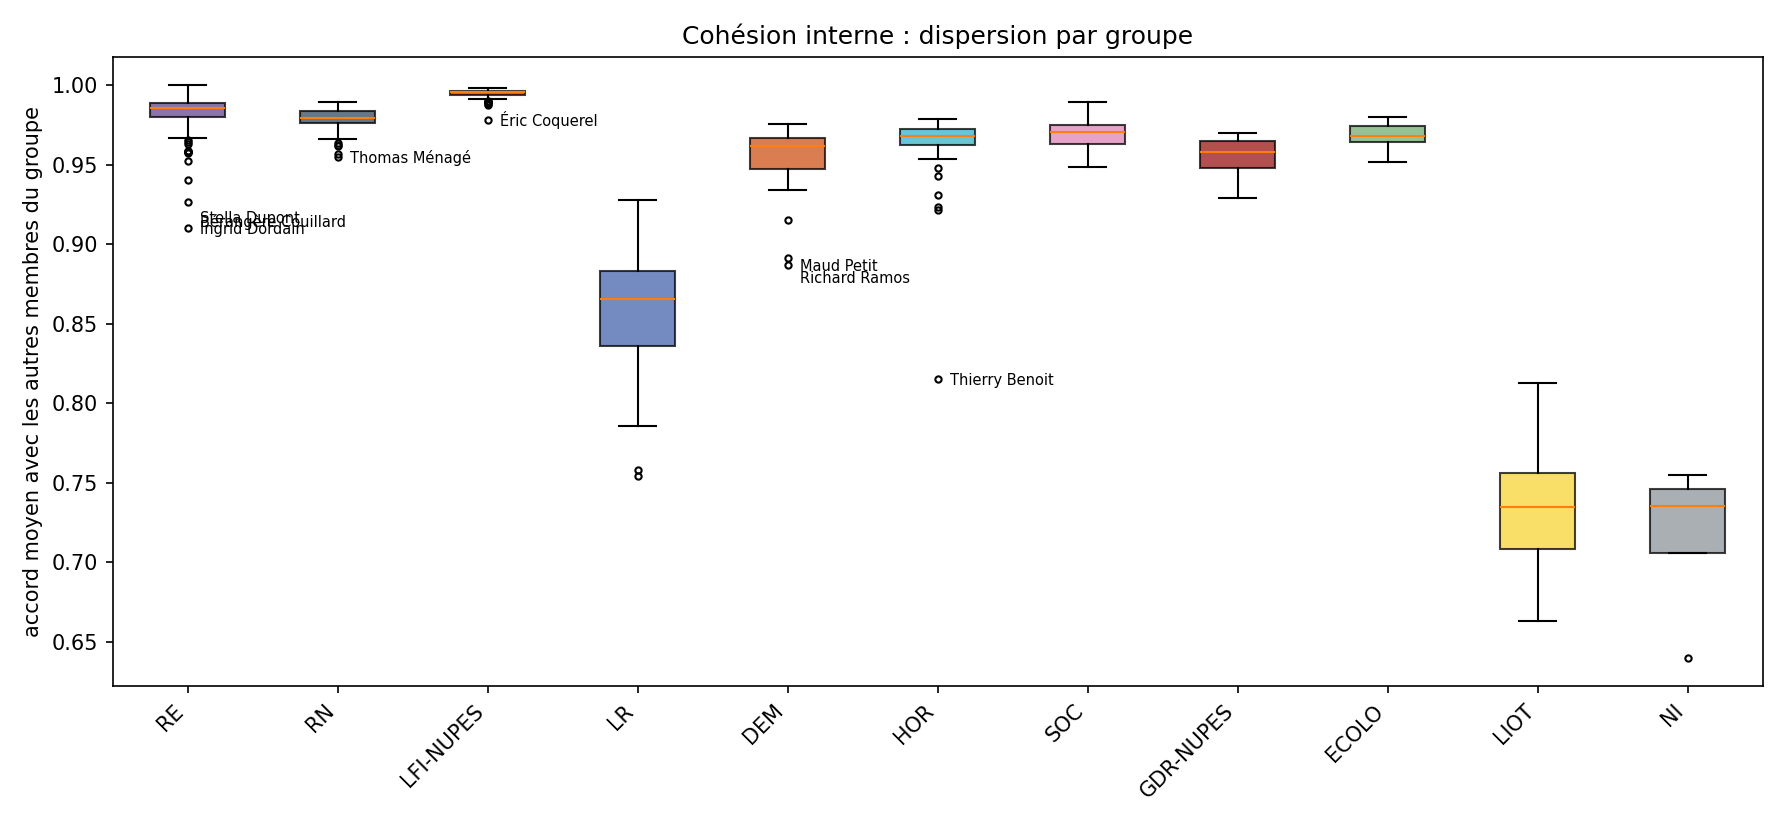 Cohésion interne : dispersion par groupe
accord moyen avec les autres membres du groupe
1.00
0.95
0.90
0.85
0.80
0.75
0.70
0.65
Éric Coquerel
Thomas Ménagé
Stella Dupont
Bérangère Couillard
Ingrid Dordain
Maud Petit
Richard Ramos
Thierry Benoit
RE
RN
LFI-NUPES
LR
DEM
HOR
SOC
GDR-NUPES
ECOLO
LIOT
NI